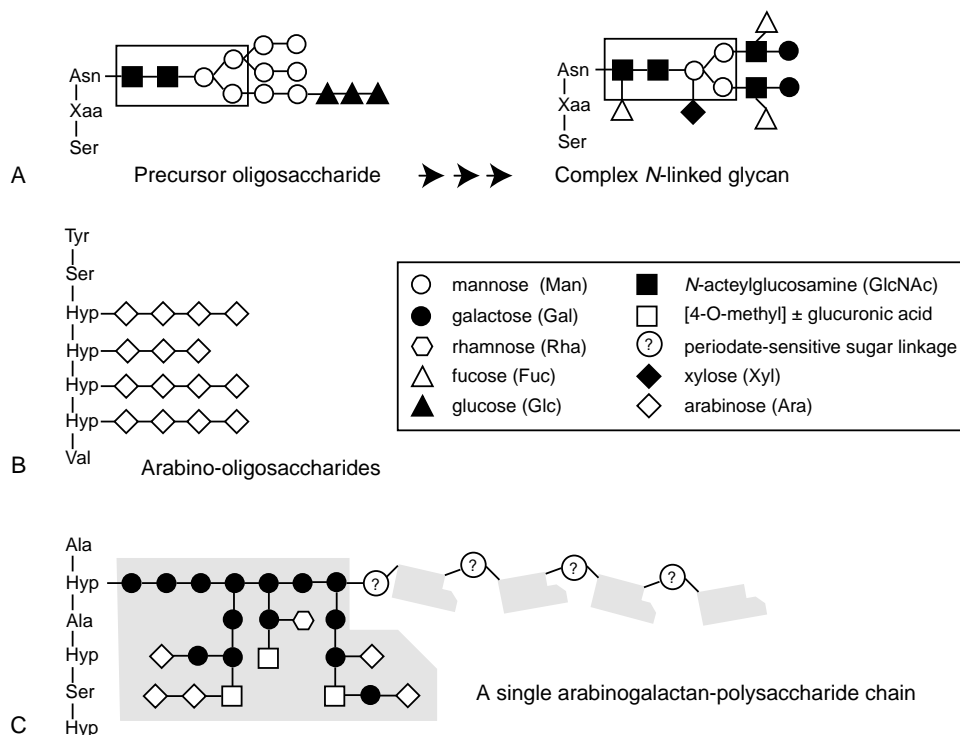 Asn
Xaa
Ser
A
Precursor oligosaccharide
Asn
Xaa
Ser
Complex N-linked glycan
Tyr
Ser
Hyp
Hyp
Hyp
Hyp
Val
B
Arabino-oligosaccharides
mannose (Man)
galactose (Gal)
rhamnose (Rha)
fucose (Fuc)
glucose (Glc)
N-acteylglucosamine (GlcNAc)
[4-O-methyl] ± glucuronic acid
? periodate-sensitive sugar linkage
xylose (Xyl)
arabinose (Ara)
Ala
Hyp
? ? ? ? ?
Ala
Hyp
Ser
Hyp
C
A single arabinogalactan-polysaccharide chain